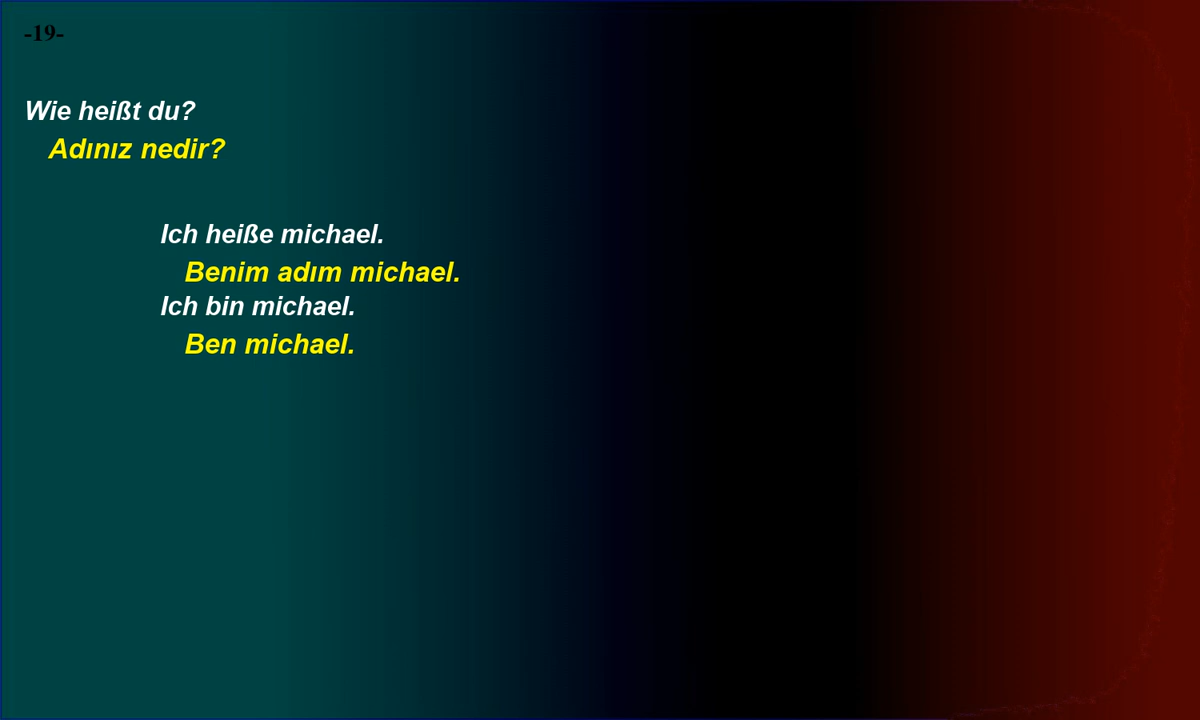 -19-
Wie heißt du?
Adınız nedir?
Ich heiße michael.
Benim adım michael.
Ich bin michael.
Ben michael.